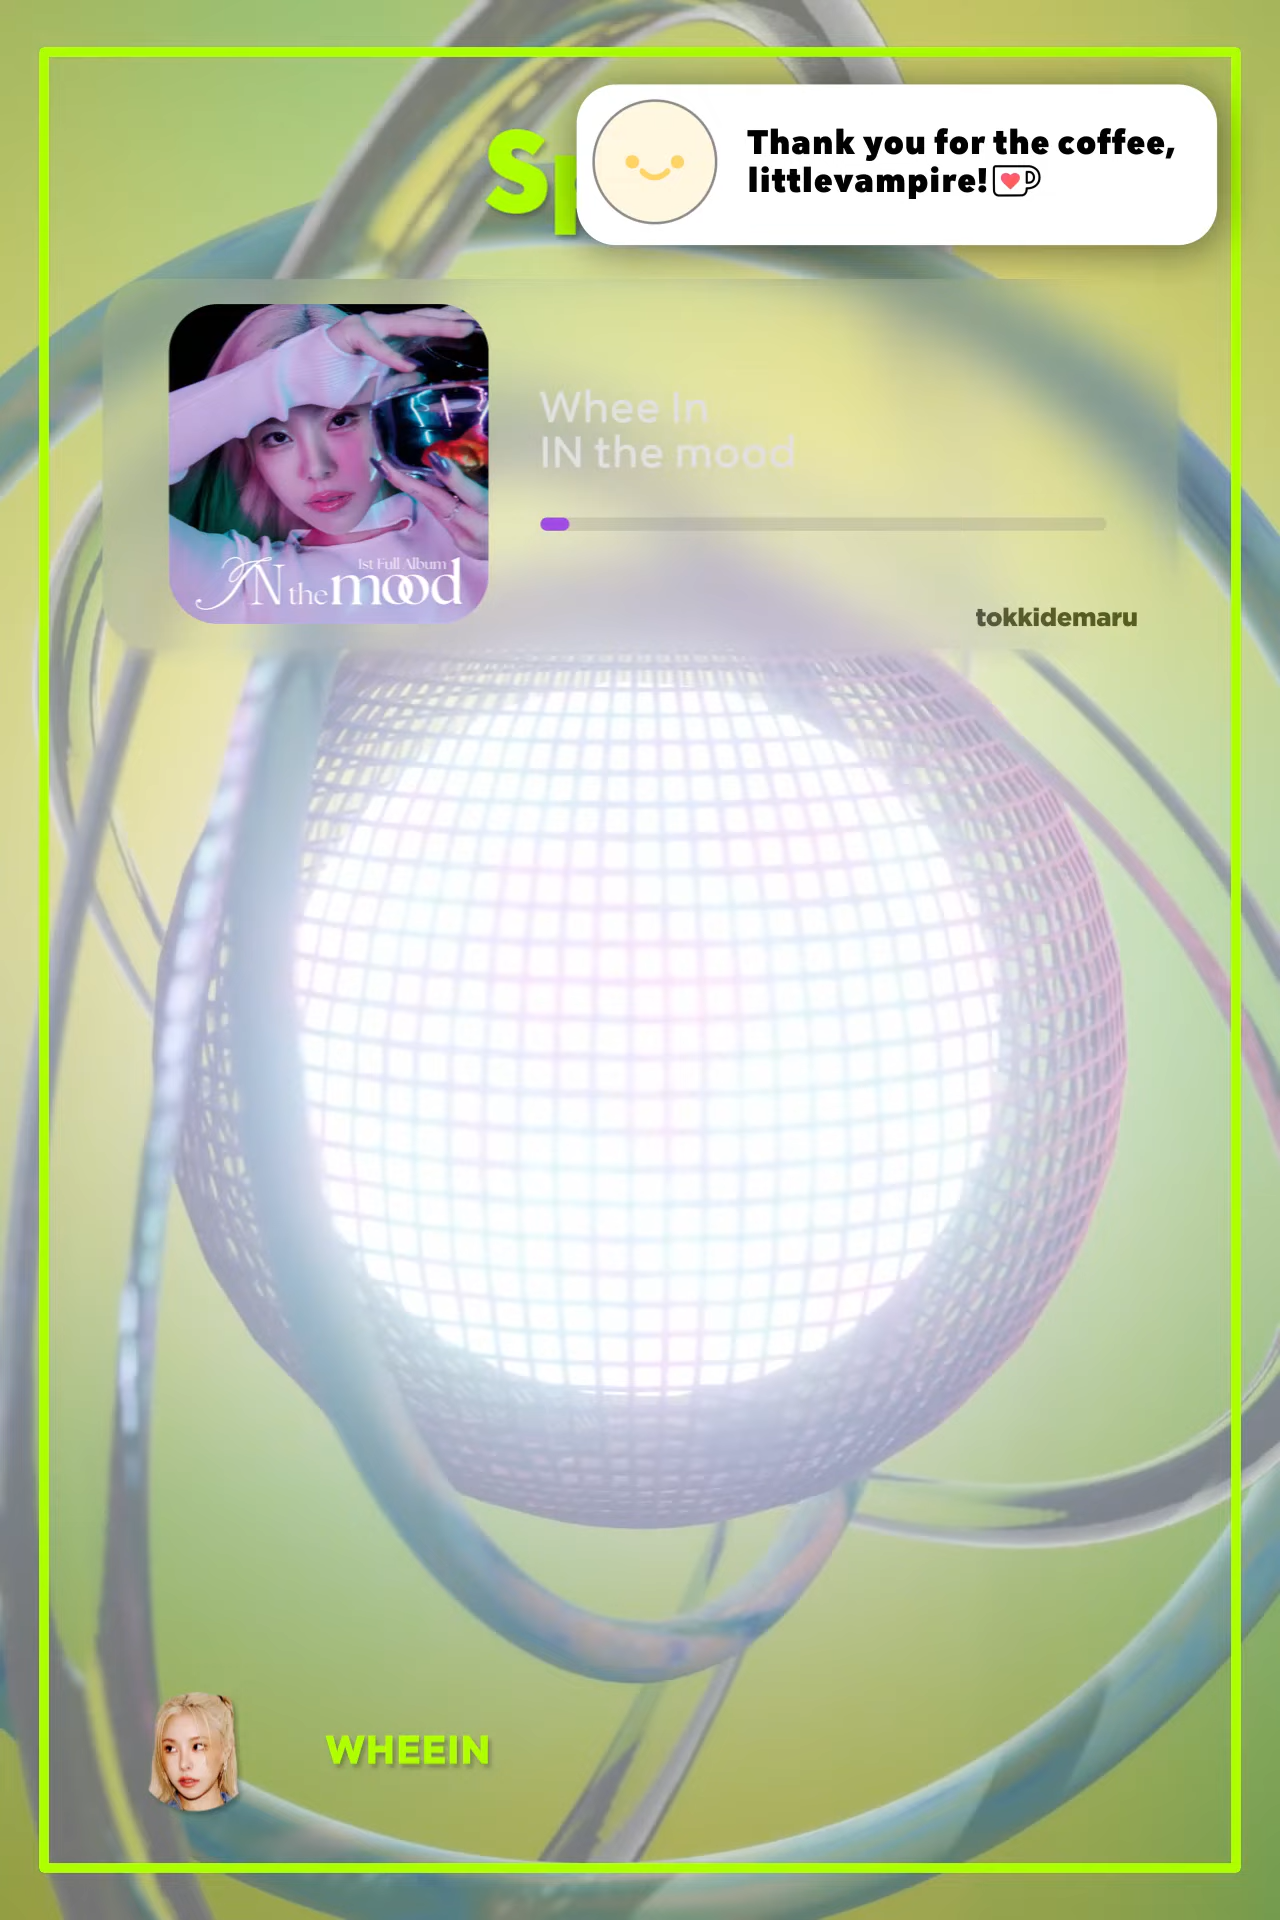 Thank you for the coffee,
littlevampire!
Whee In
IN the mood
1st Full Album
IN the mood
tokkidemaru
WHEEIN